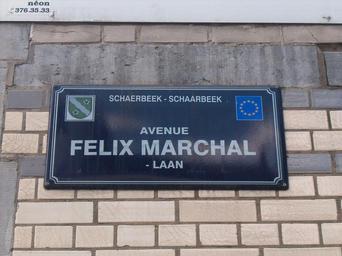 néon
376.35.33
SCHAERBEEK - SCHAARBEEK
AVENUE
FELIX MARCHAL
- LAAN